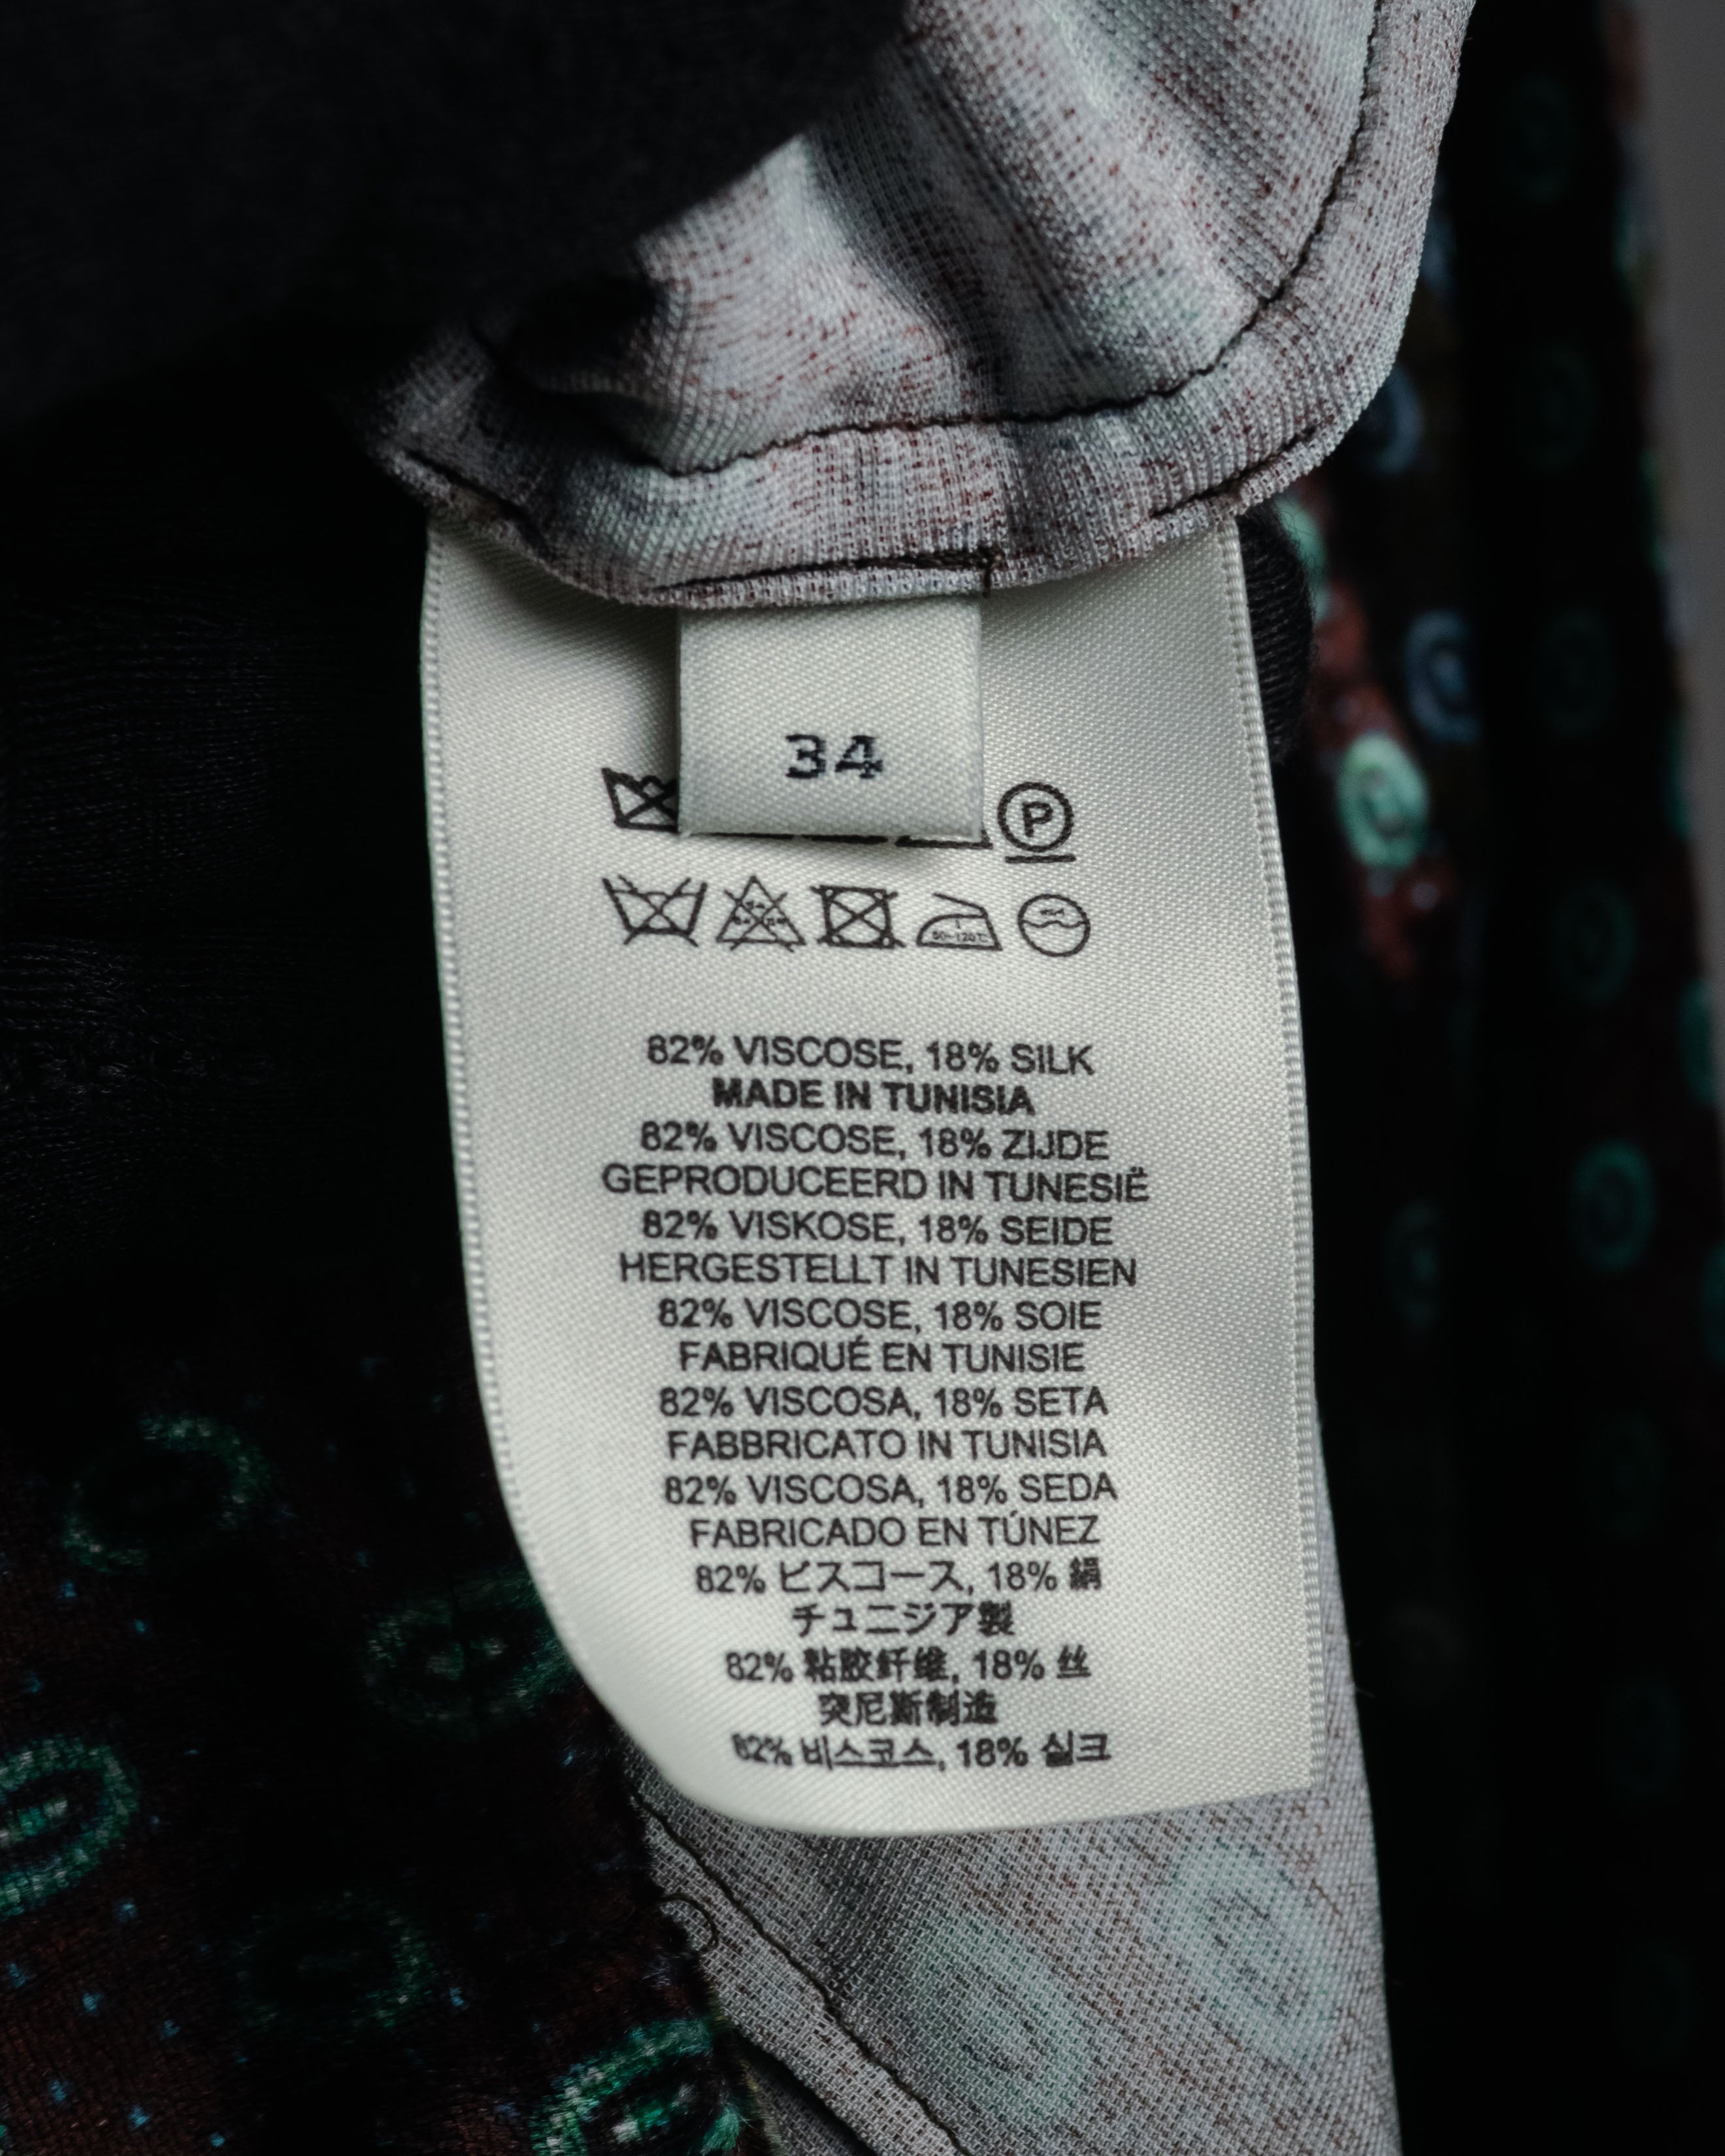 34
P
82% VISCOSE, 18% SILK
MADE IN TUNISIA
82% VISCOSE, 18% ZIJDE
GEPRODUCEERD IN TUNESIË
82% VISKOSE, 18% SEIDE
HERGESTELLT IN TUNESIEN
82% VISCOSE, 18% SOIE
FABRIQUÉ EN TUNISIE
82% VISCOSA, 18% SETA
FABBRICATO IN TUNISIA
82% VISCOSA, 18% SEDA
FABRICADO EN TÚNEZ
82% ビスコース, 18% 絹
チュニジア製
82% 粘胶纤维, 18% 丝
突尼斯制造
82% 비스코스, 18% 실크